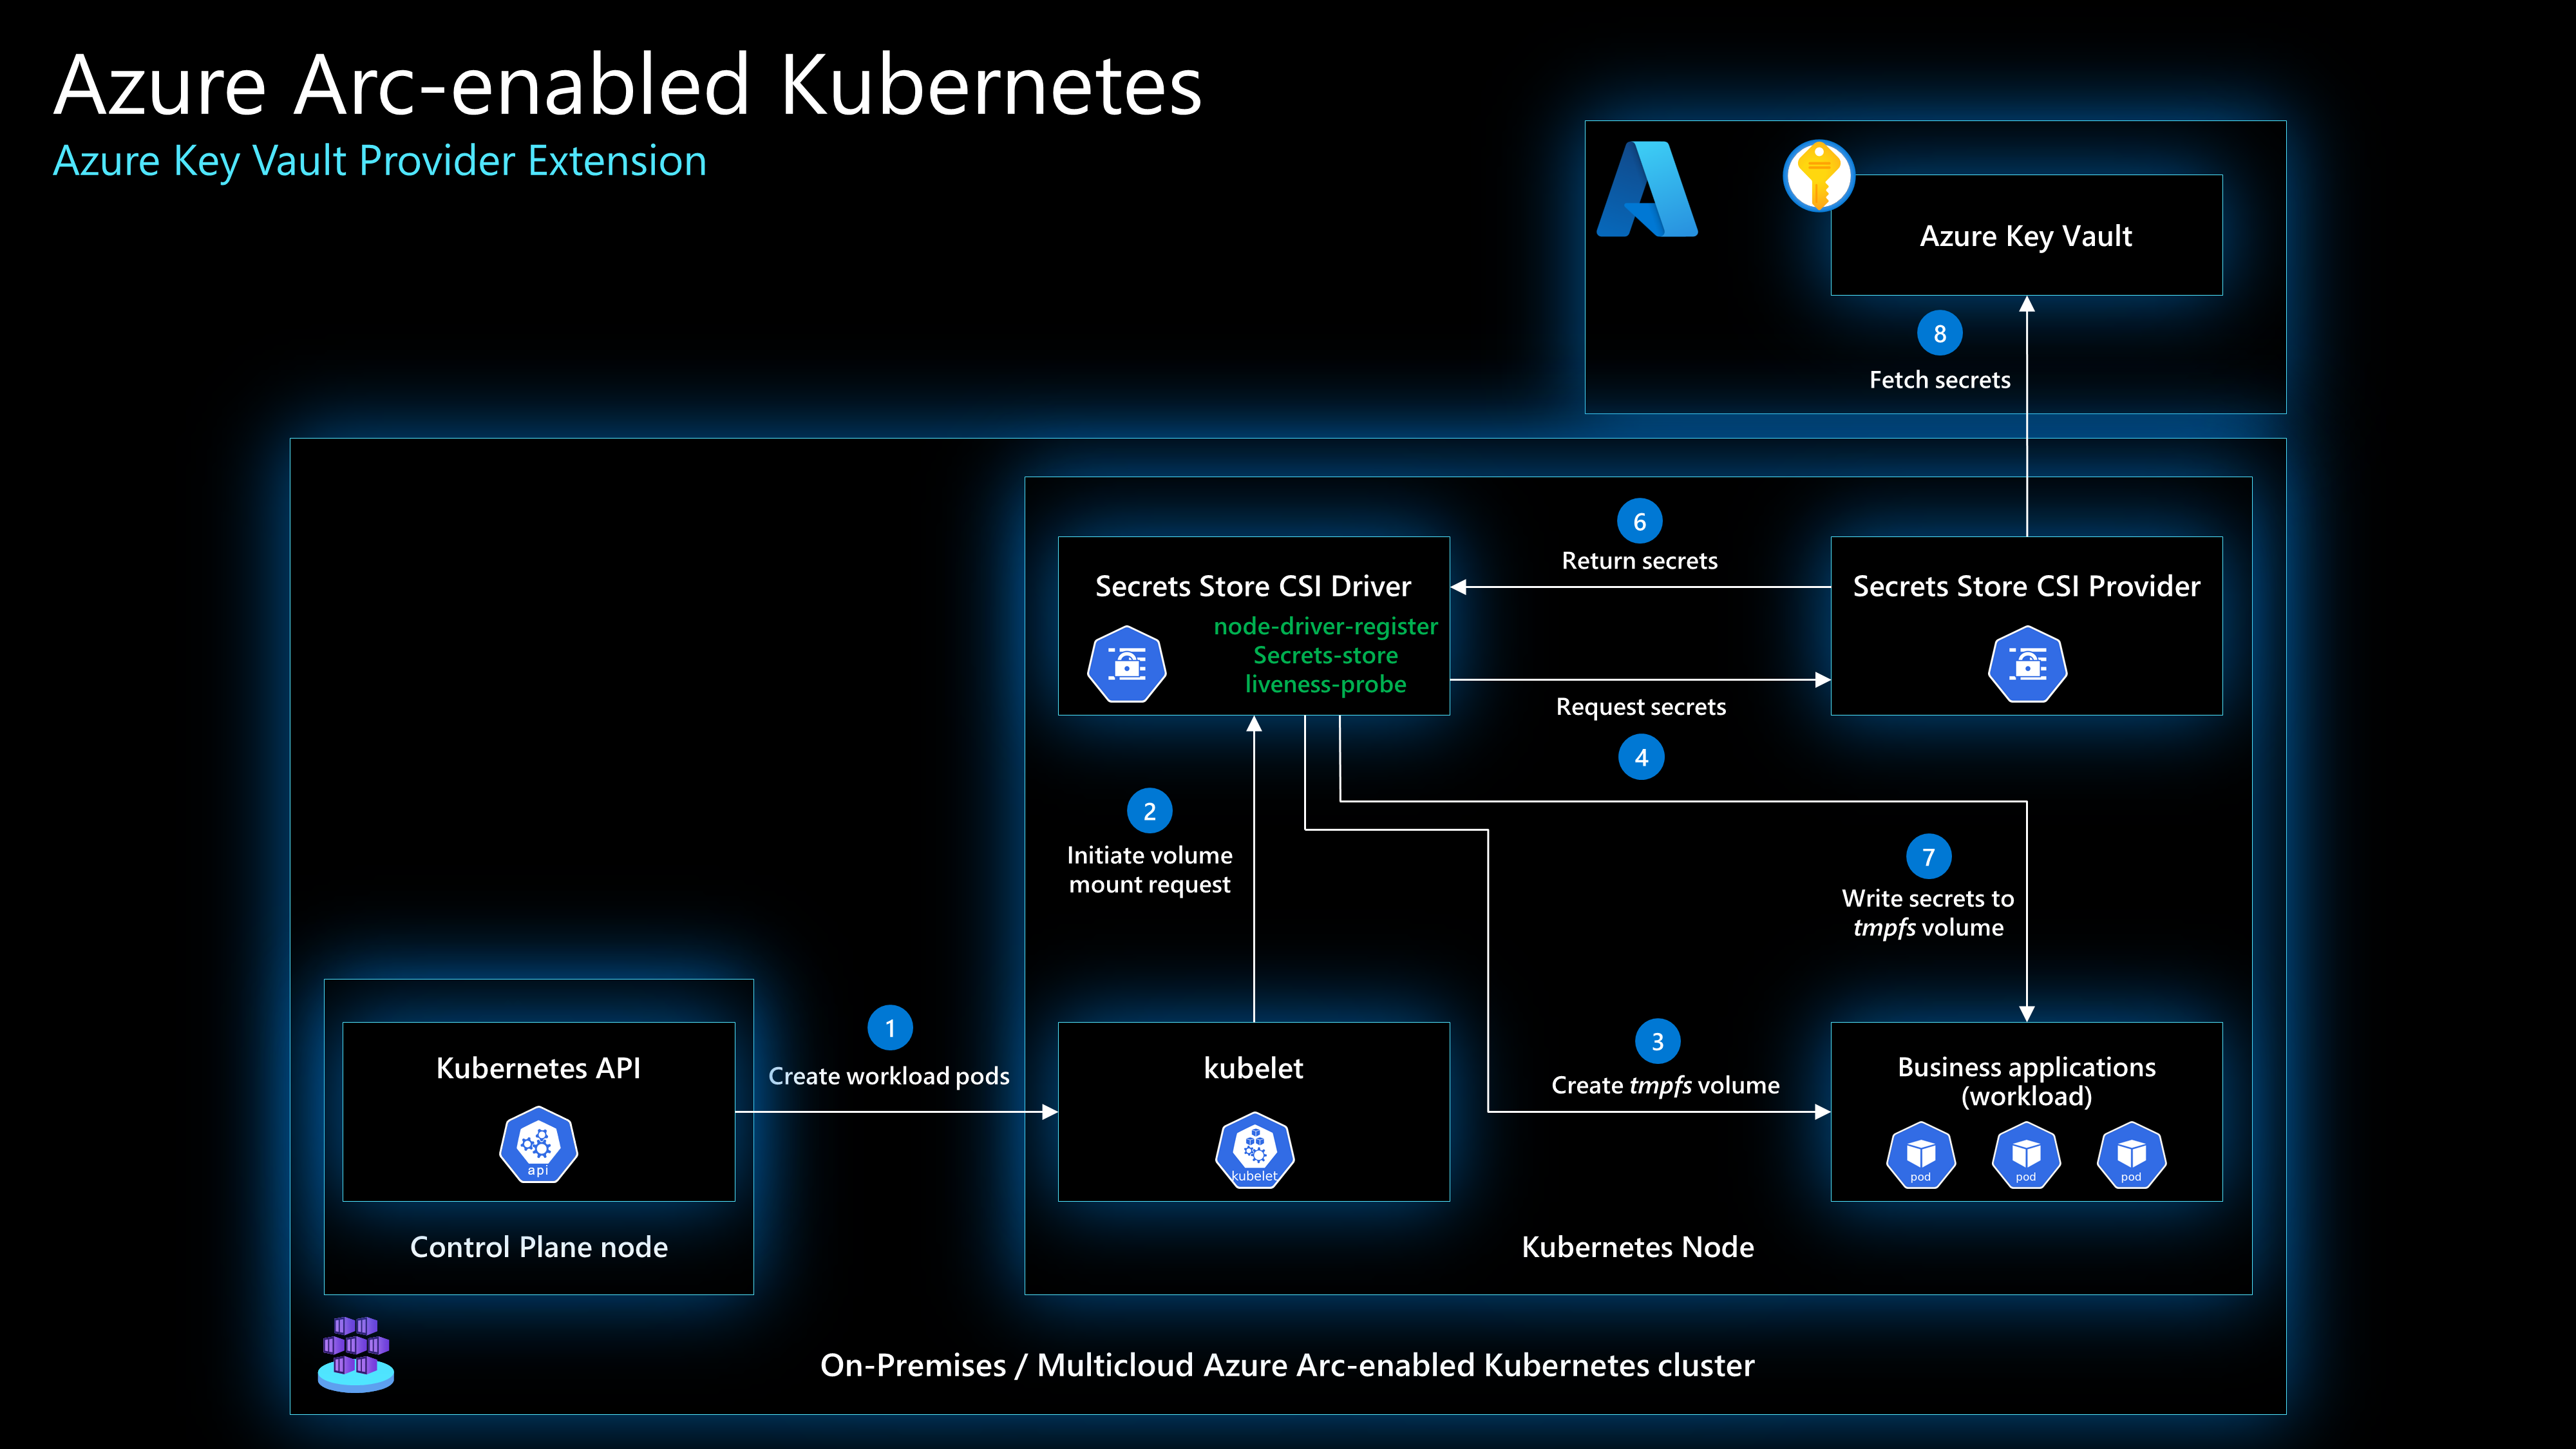 Azure Arc-enabled Kubernetes
Azure Key Vault Provider Extension
Azure Key Vault
8
Fetch secrets
6
Return secrets
Secrets Store CSI Driver
node-driver-register
Secrets-store
liveness-probe
Secrets Store CSI Provider
Request secrets
4
2
Initiate volume
mount request
7
Write secrets to
tmpfs volume
1
Create workload pods
3
Create tmpfs volume
Kubernetes API
api
Control Plane node
kubelet
kubelet
Business applications
(workload)
pod
pod
pod
Kubernetes Node
On-Premises / Multicloud Azure Arc-enabled Kubernetes cluster